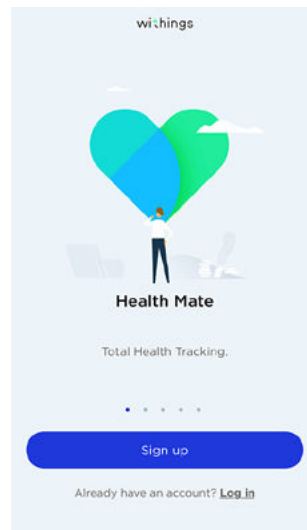 withings
Health Mate
Total Health Tracking.
Sign up
Already have an account? Log in